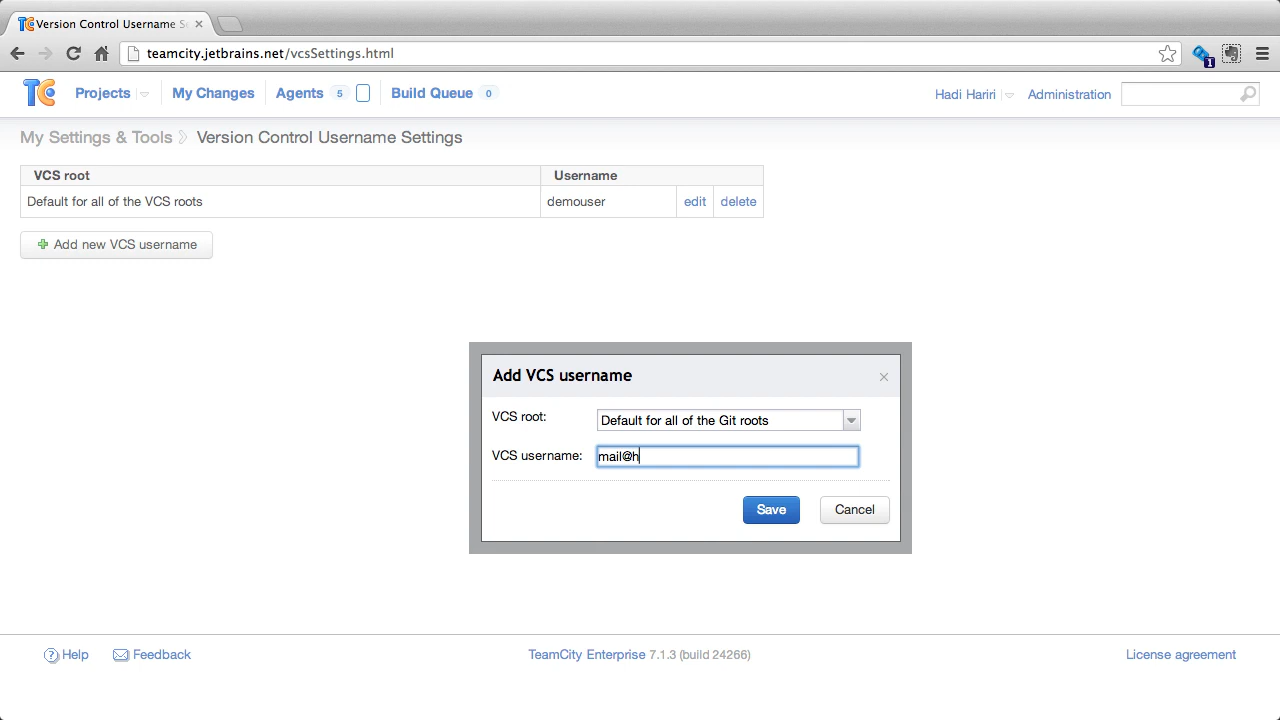 TC Version Control Username S
teamcity.jetbrains.net/vcsSettings.html
1
TC Projects My Changes Agents 5 Build Queue 0 Hadi Hariri Administration
My Settings & Tools Version Control Username Settings
VCS root Username
Default for all of the VCS roots demouser edit delete
Add new VCS username
Add VCS username
VCS root: Default for all of the Git roots
VCS username: mail@h
Save Cancel
? Help Feedback TeamCity Enterprise 7.1.3 (build 24266) License agreement